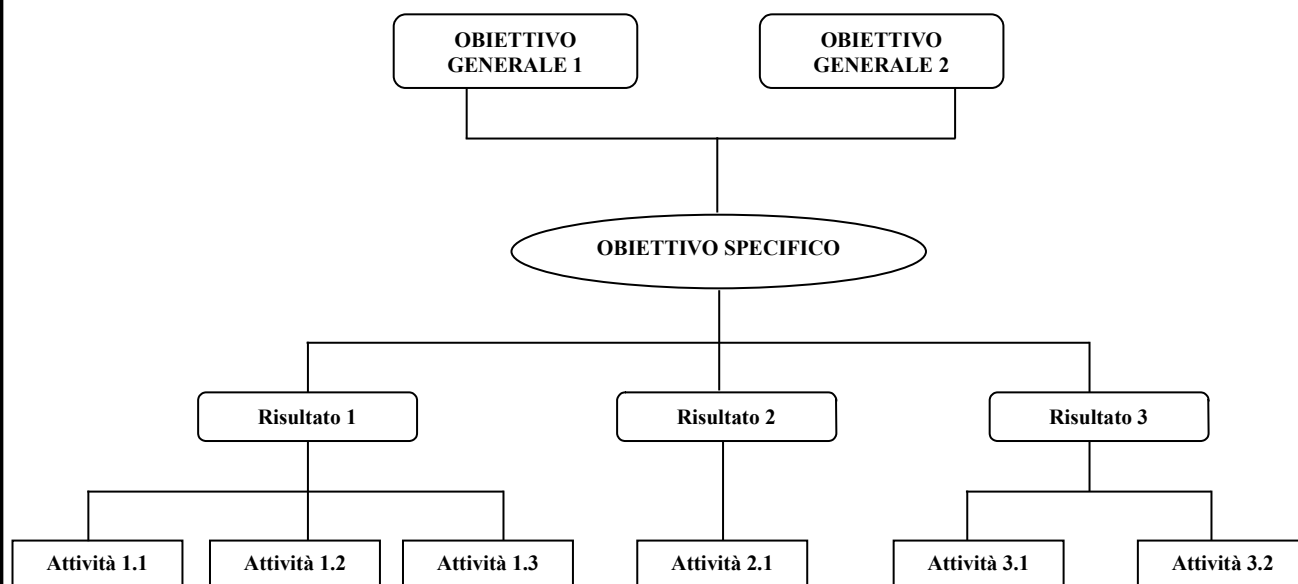 OBIETTIVO
GENERALE 1
OBIETTIVO
GENERALE 2
OBIETTIVO SPECIFICO
Risultato 1
Risultato 2
Risultato 3
Attività 1.1
Attività 1.2
Attività 1.3
Attività 2.1
Attività 3.1
Attività 3.2